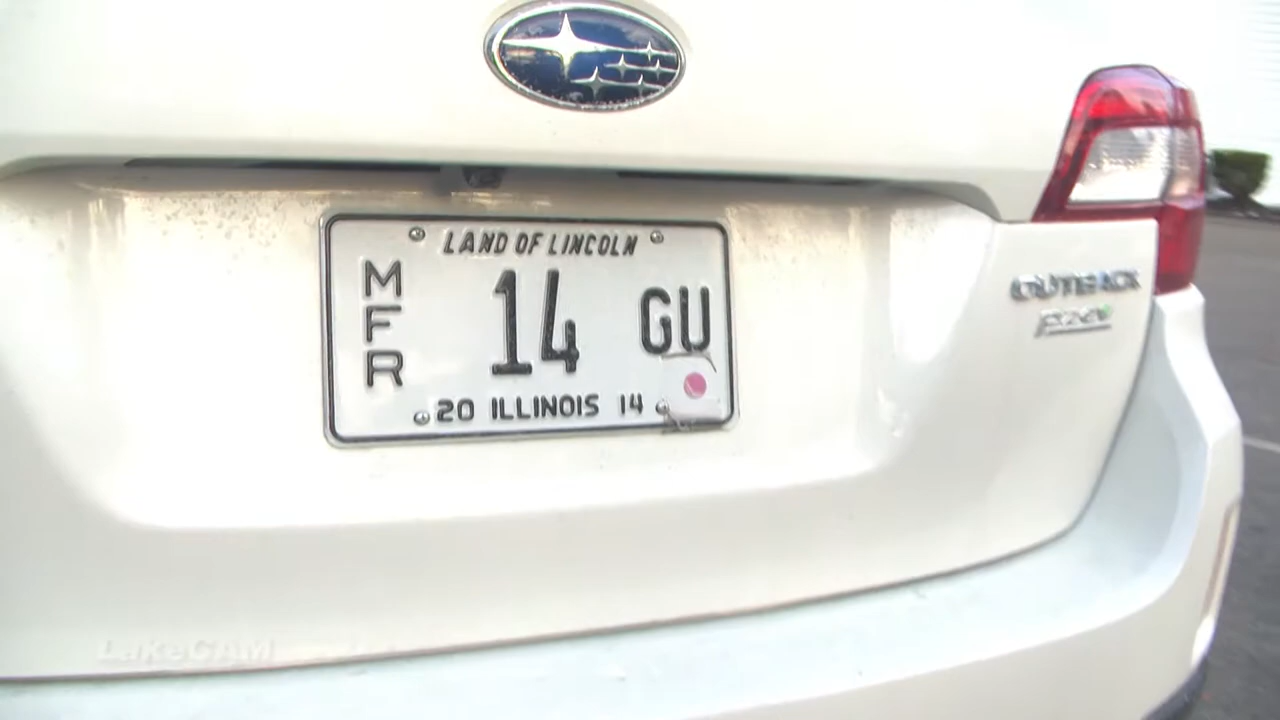 LAND OF LINCOLN
MFR 14 GU
20 ILLINOIS 14
OUTBACK
LakeCAM